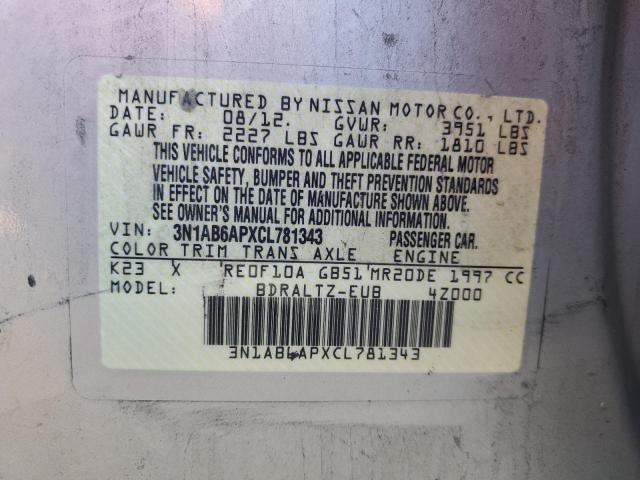 MANUFACTURED BY NISSAN MOTOR CO., LTD.
DATE: 08/12. GVWR: 3951 LBS
GAWR FR: 2227 LBS GAWR RR: 1810 LBS
THIS VEHICLE CONFORMS TO ALL APPLICABLE FEDERAL MOTOR
VEHICLE SAFETY, BUMPER AND THEFT PREVENTION STANDARDS
IN EFFECT ON THE DATE OF MANUFACTURE SHOWN ABOVE.
SEE OWNER'S MANUAL FOR ADDITIONAL INFORMATION.
VIN: 3N1AB6APXCL781343 PASSENGER CAR.
COLOR TRIM TRANS AXLE ENGINE
K23 X RE0F10A GB51 MR20DE 1997 CC
MODEL: BDRALTZ-EUB 4Z000
3N1AB6APXCL781343